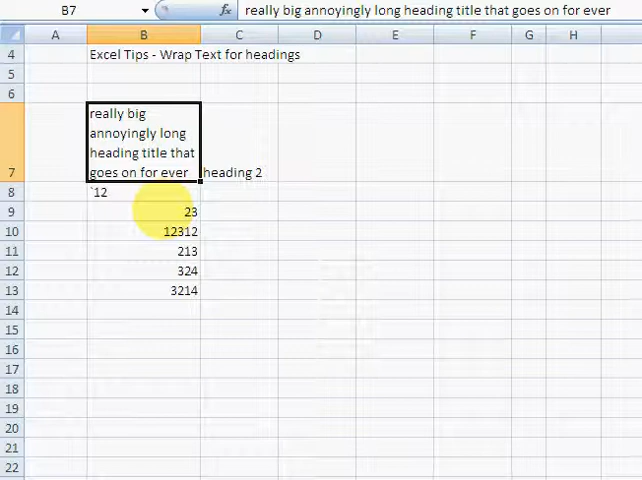 B7 fx really big annoyingly long heading title that goes on for ever
A B C D E F G H
4 Excel Tips - Wrap Text for headings
5
6
really big
annoyingly long
heading title that
7 goes on for ever heading 2
8 `12
9 23
10 12312
11 213
12 324
13 3214
14
15
16
17
18
19
20
21
22